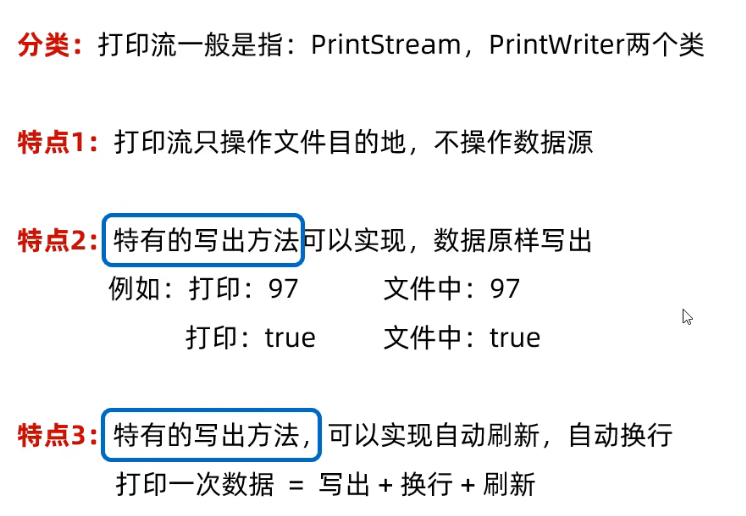 分类：打印流一般是指：PrintStream，PrintWriter两个类
特点1：打印流只操作文件目的地，不操作数据源
特点2：特有的写出方法可以实现，数据原样写出
例如：打印：97 文件中：97
打印：true 文件中：true
特点3：特有的写出方法，可以实现自动刷新，自动换行
打印一次数据 = 写出 + 换行 + 刷新